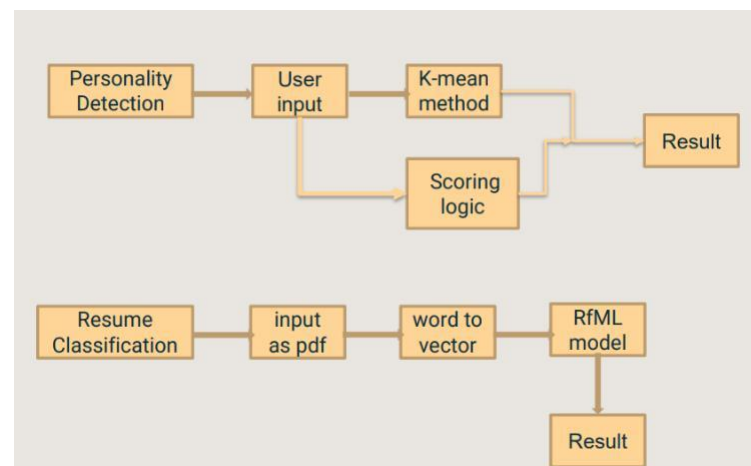 Personality
Detection
User
input
K-mean
method
Scoring
logic
Result
Resume
Classification
input
as pdf
word to
vector
RfML
model
Result